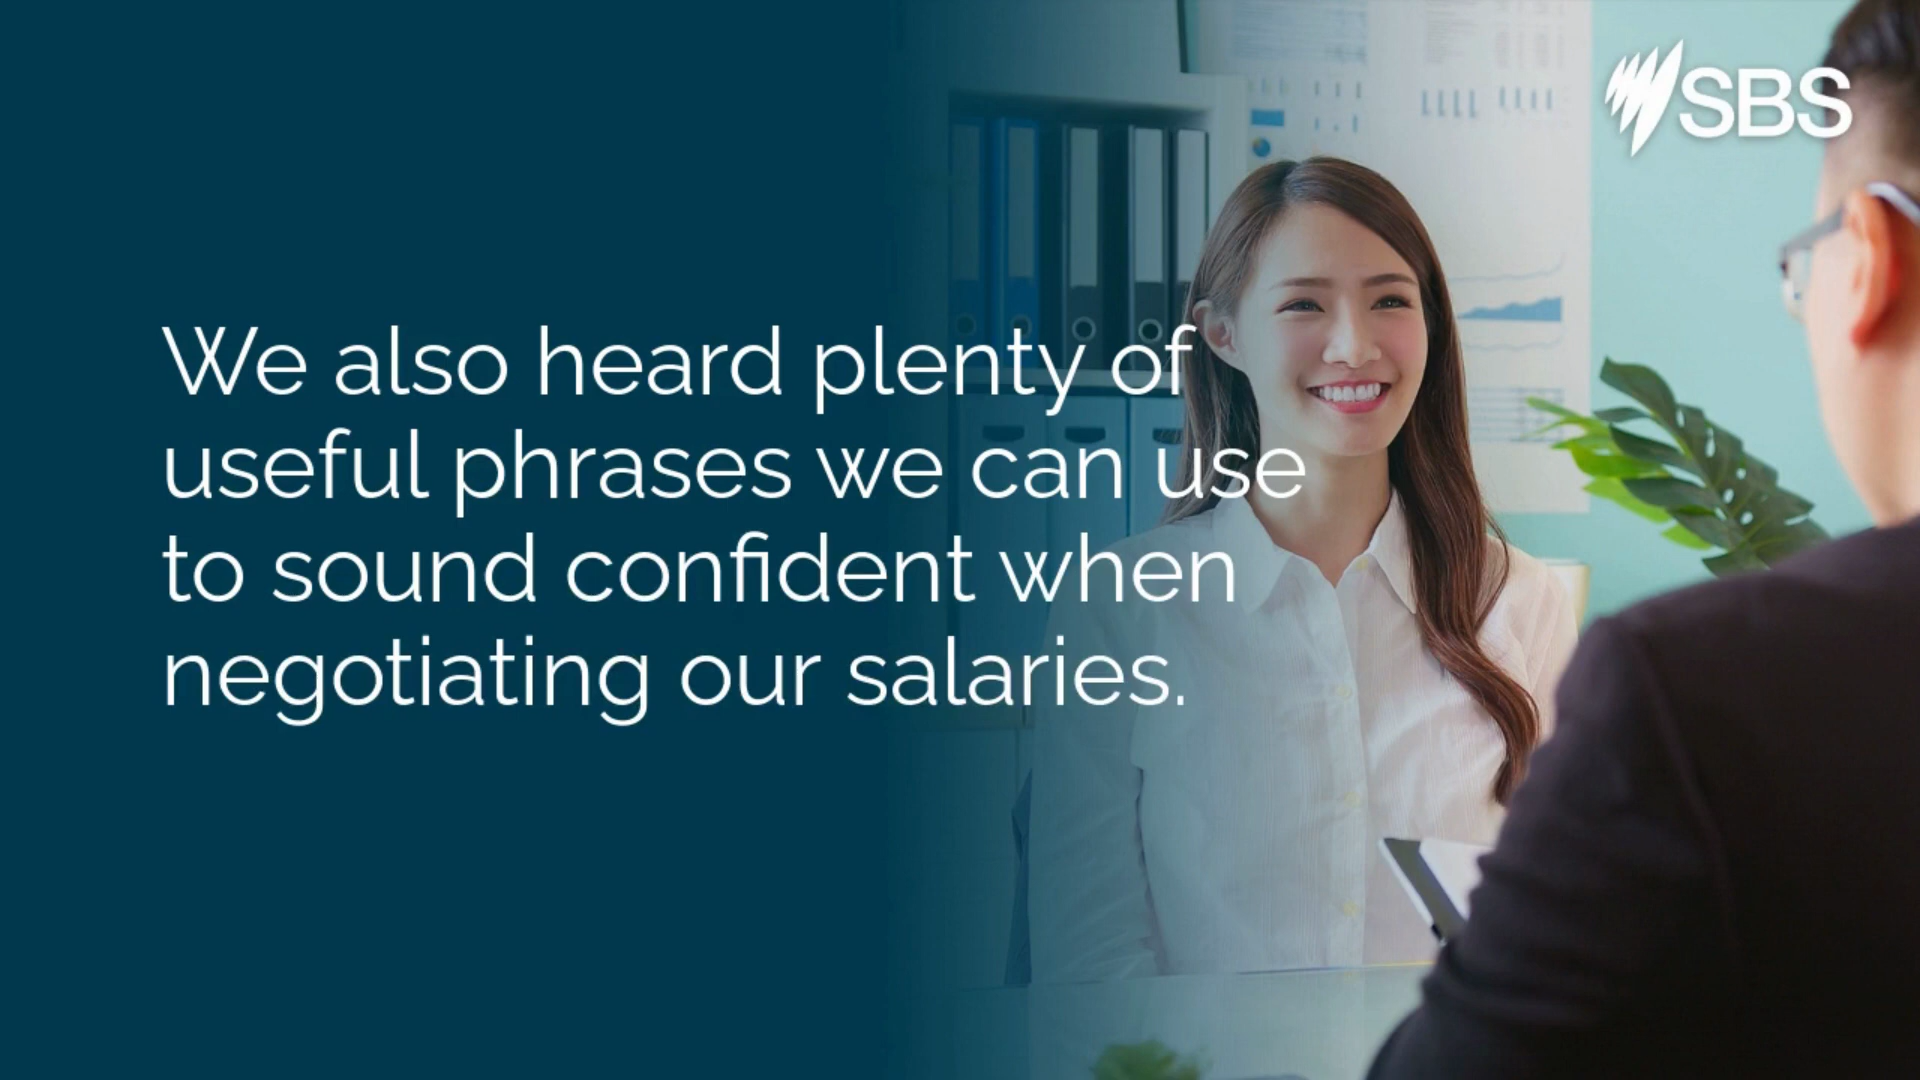 SBS
We also heard plenty of
useful phrases we can use
to sound confident when
negotiating our salaries.